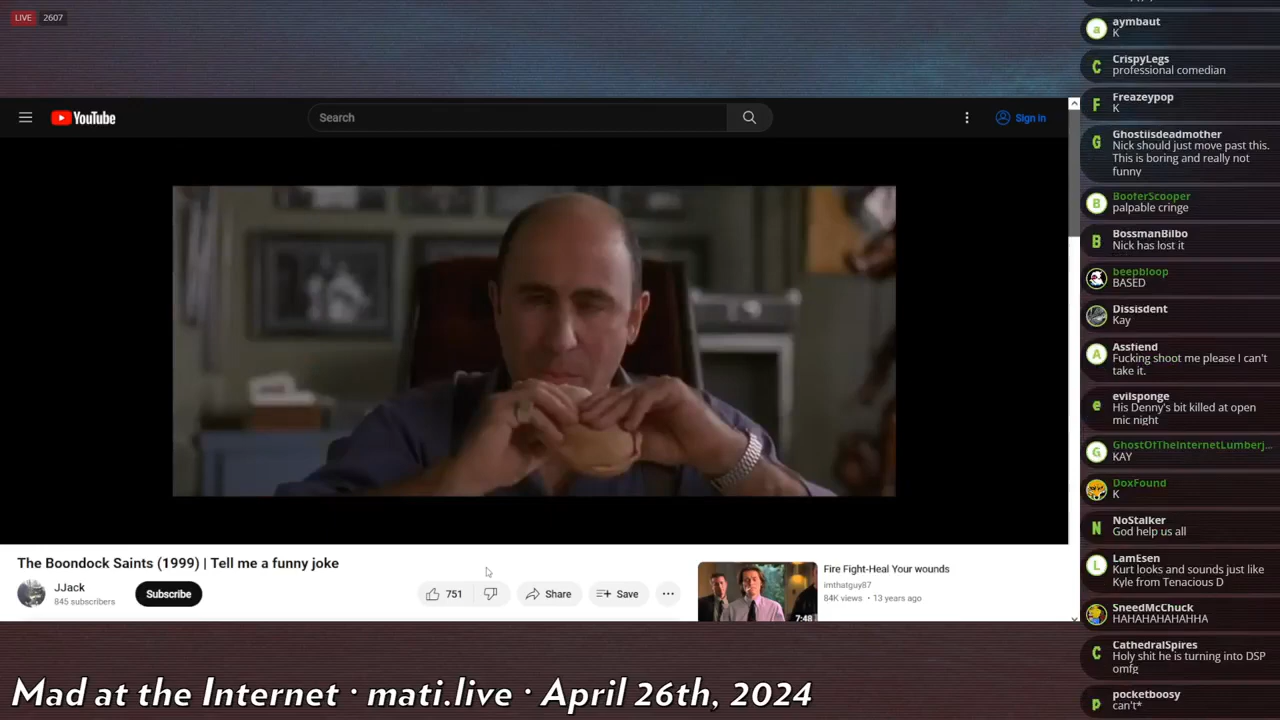 LIVE 2607
YouTube
Search
Sign in
The Boondock Saints (1999) | Tell me a funny joke
JJack
845 subscribers
Subscribe
751
Share
Save
Fire Fight-Heal Your wounds
imthatguy87
84K views • 13 years ago
7:48
Mad at the Internet · mati.live · April 26th, 2024
aymbaut
K
CrispyLegs
professional comedian
Freazeypop
K
Ghostiisdeadmother
Nick should just move past this.
This is boring and really not
funny
BooferScooper
palpable cringe
BossmanBilbo
Nick has lost it
beepbloop
BASED
Dissisdent
Kay
Assfiend
Fucking shoot me please I can't
take it.
evilsponge
His Denny's bit killed at open
mic night
GhostOfTheInternetLumberj...
KAY
DoxFound
K
NoStalker
God help us all
LamEsen
Kurt looks and sounds just like
Kyle from Tenacious D
SneedMcChuck
HAHAHAHAHAHHA
CathedralSpires
Holy shit he is turning into DSP
omfg
pocketboosy
can't*